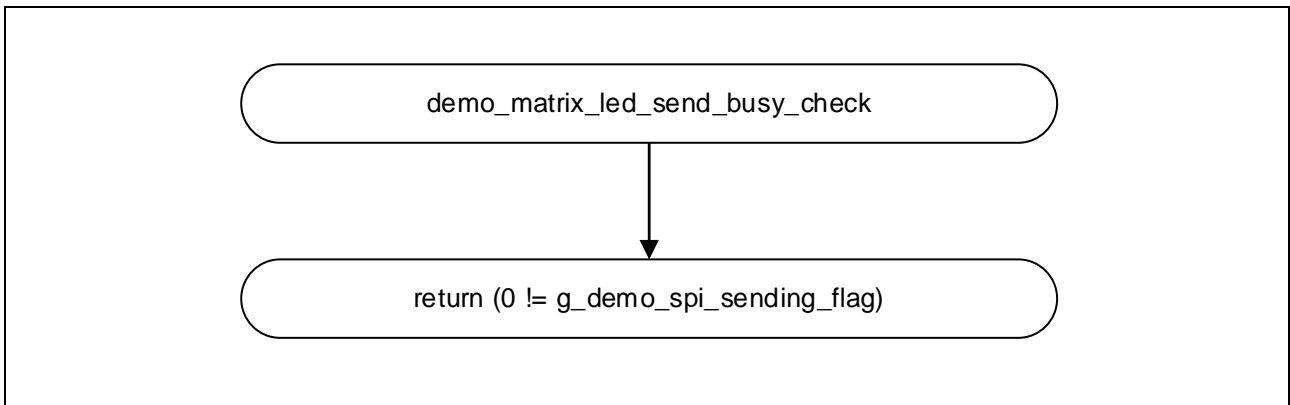 demo_matrix_led_send_busy_check
return (0 != g_demo_spi_sending_flag)